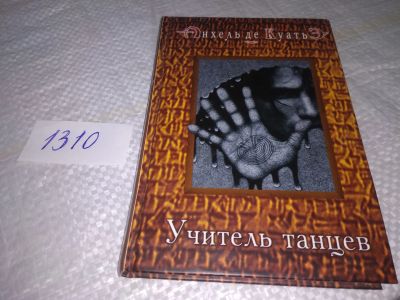 Анхель де Куатьэ
1310
Учитель танцев